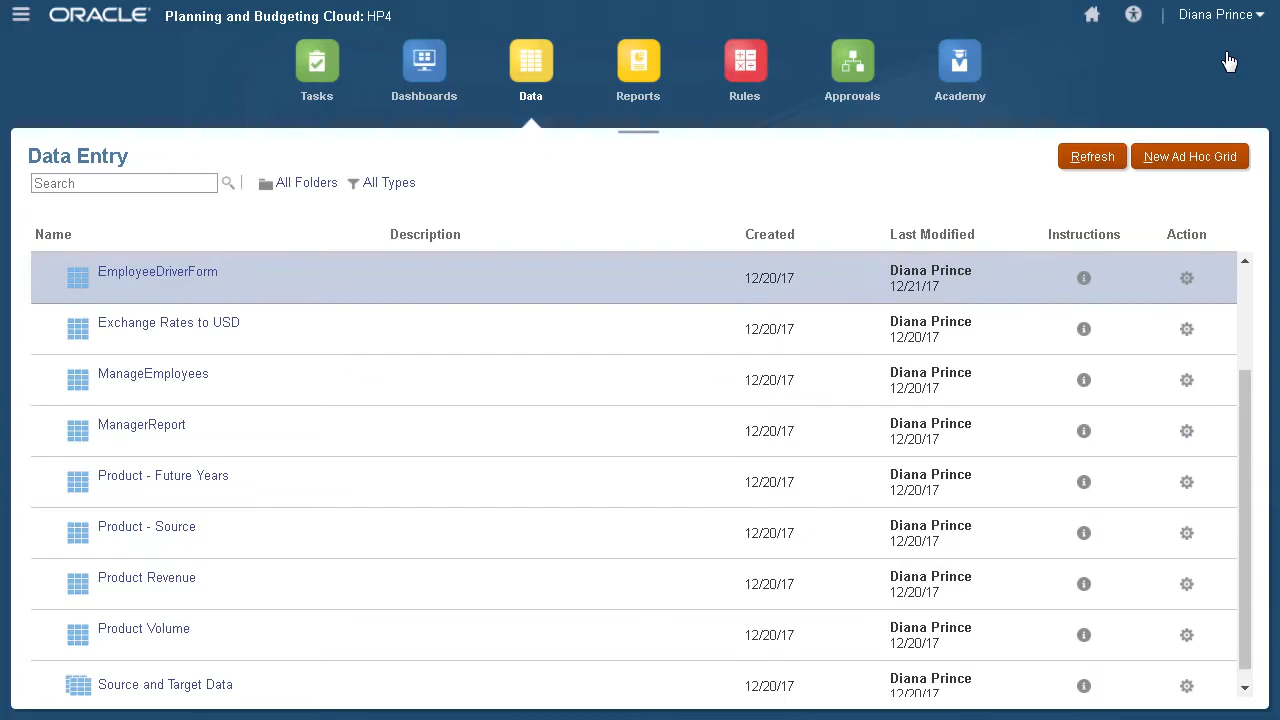 ORACLE Planning and Budgeting Cloud: HP4
Diana Prince
Tasks
Dashboards
Data
Reports
Rules
Approvals
Academy
Data Entry
Refresh
New Ad Hoc Grid
Search
All Folders
All Types
Name Description Created Last Modified Instructions Action
EmployeeDriverForm 12/20/17 Diana Prince
12/21/17
Exchange Rates to USD 12/20/17 Diana Prince
12/20/17
ManageEmployees 12/20/17 Diana Prince
12/20/17
ManagerReport 12/20/17 Diana Prince
12/20/17
Product - Future Years 12/20/17 Diana Prince
12/20/17
Product - Source 12/20/17 Diana Prince
12/20/17
Product Revenue 12/20/17 Diana Prince
12/20/17
Product Volume 12/20/17 Diana Prince
12/20/17
Source and Target Data 12/20/17 Diana Prince
12/20/17